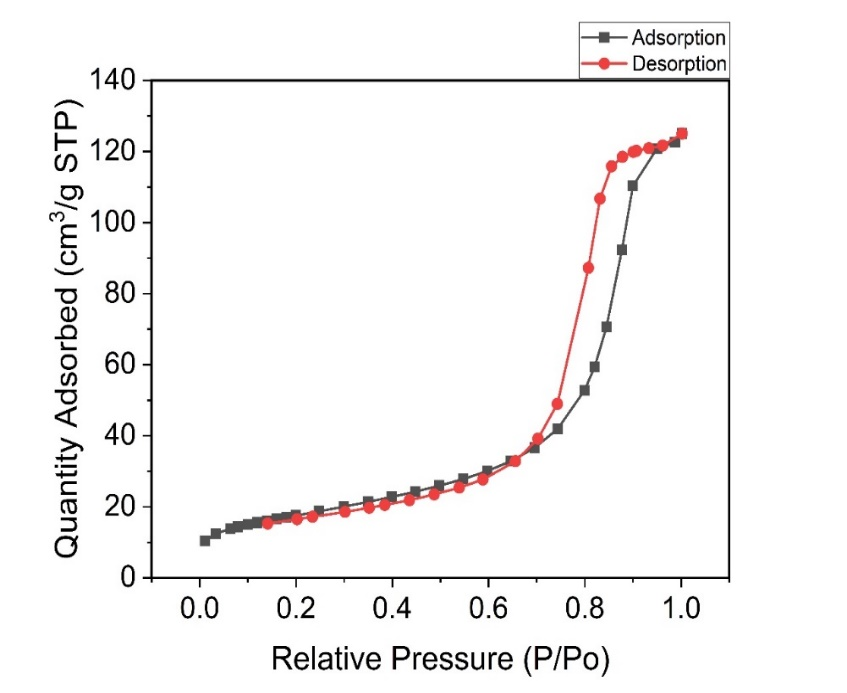 Adsorption
Desorption
140
120
100
80
60
40
20
0
Quantity Adsorbed (cm³/g STP)
0.0 0.2 0.4 0.6 0.8 1.0
Relative Pressure (P/Po)